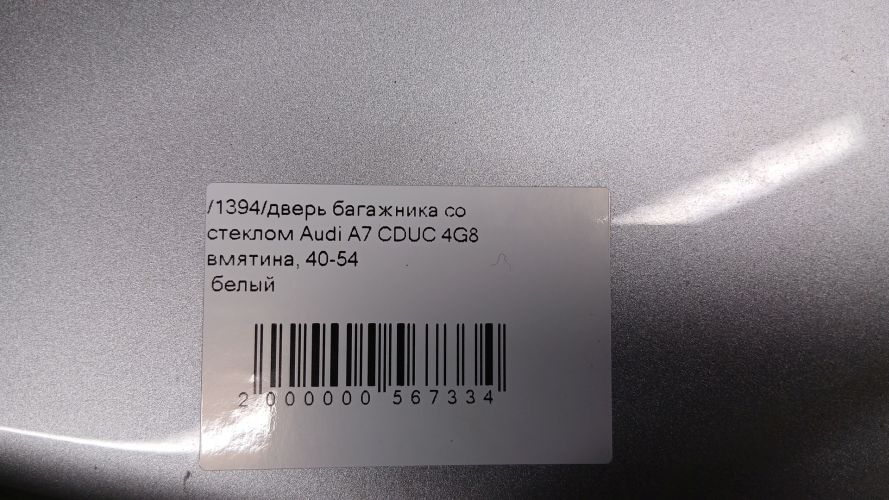 /1394/дверь багажника со
стеклом Audi A7 CDUC 4G8
вмятина, 40-54
белый
2 000000 567334